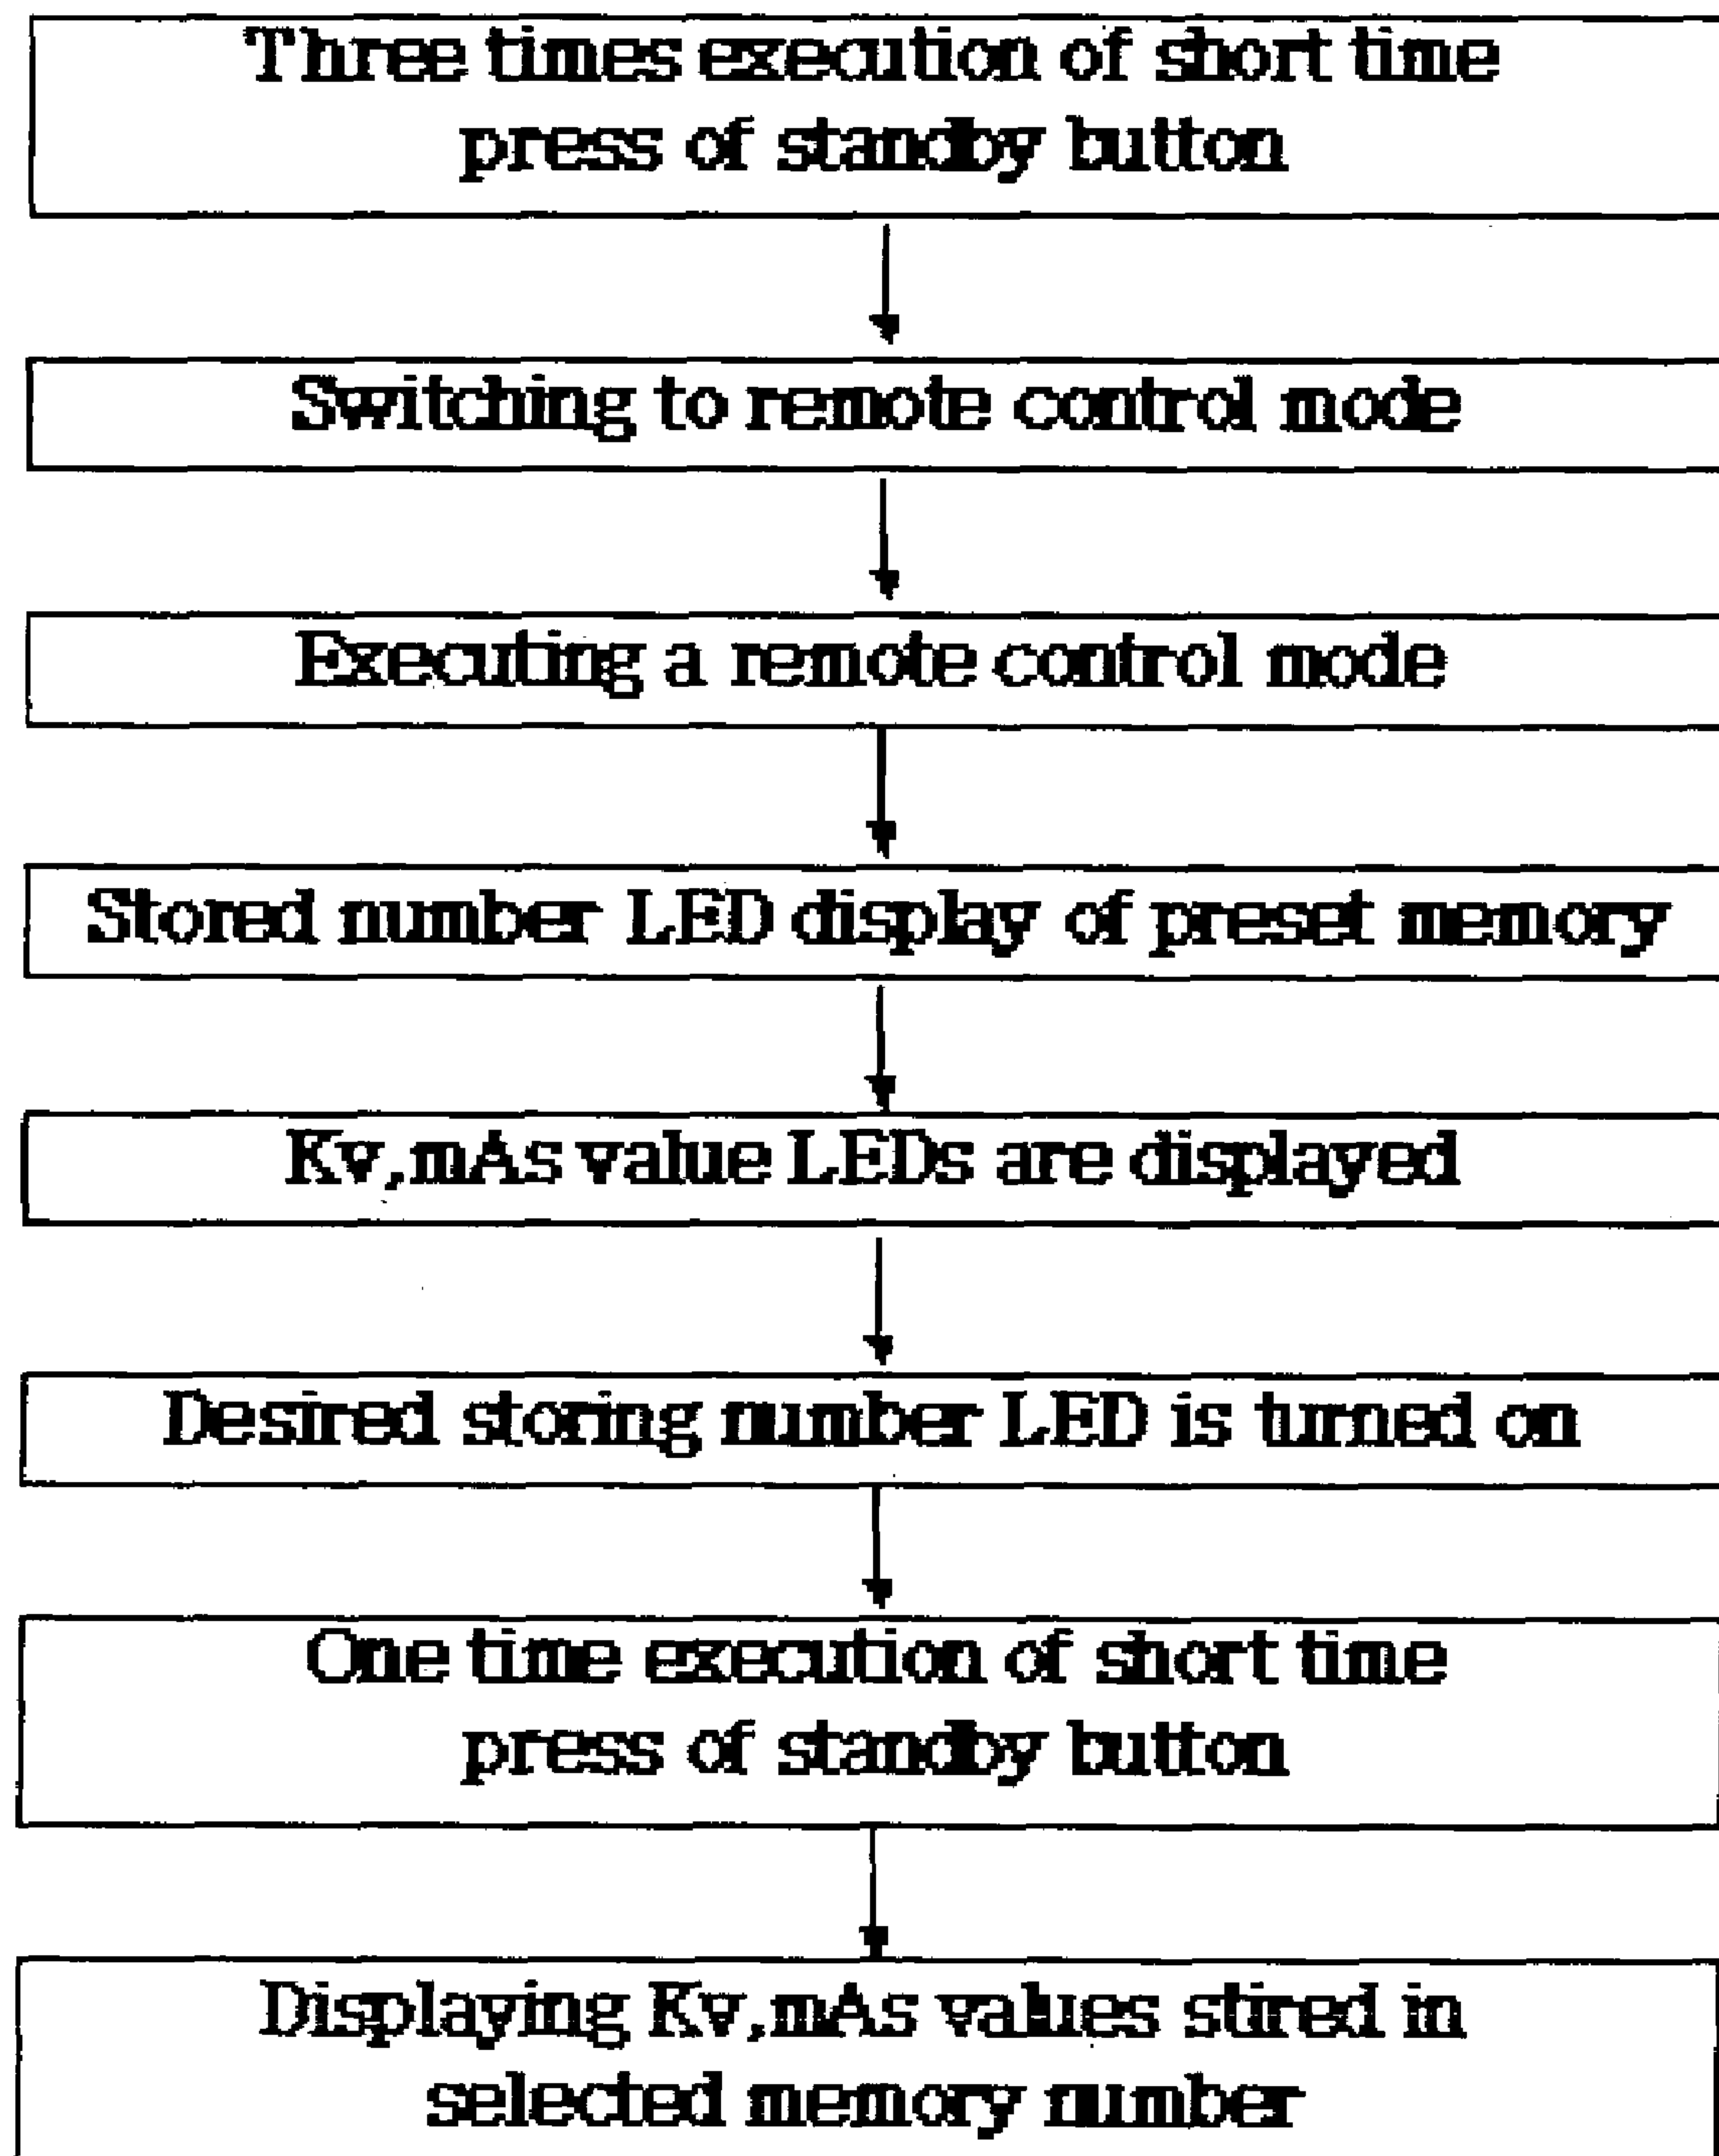 Three times execution of short time
press of standby button
Switching to remote control mode
Executing a remote control mode
Stored number LED display of preset memory
Kv,mAs value LEDs are displayed
Desired storing number LED is turned on
One time execution of short time
press of standby button
Displaying Kv,mAs values stired in
selected memory number